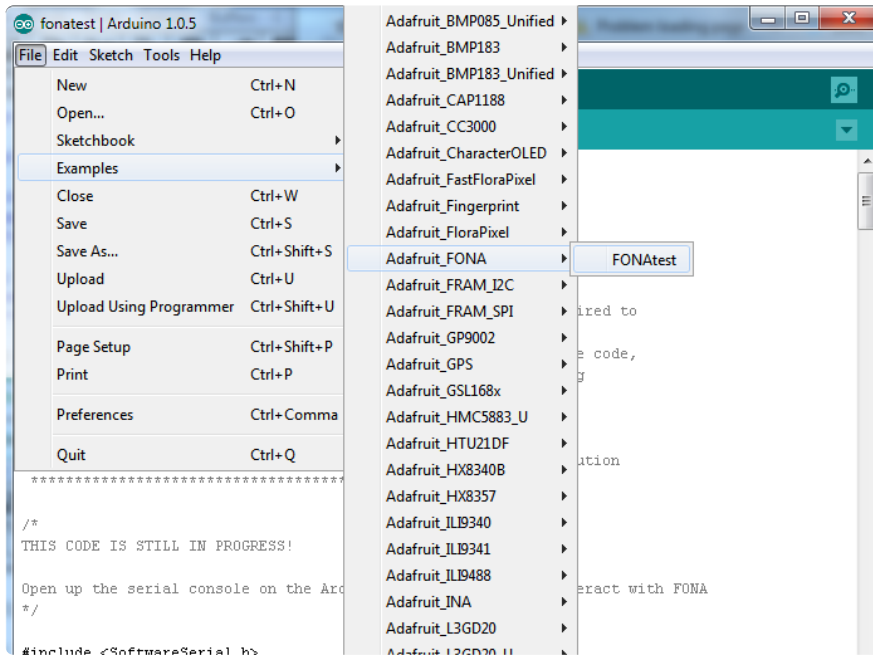 fonatest | Arduino 1.0.5
File Edit Sketch Tools Help
New Ctrl+N
Open... Ctrl+O
Sketchbook
Examples
Close Ctrl+W
Save Ctrl+S
Save As... Ctrl+Shift+S
Upload Ctrl+U
Upload Using Programmer Ctrl+Shift+U
Page Setup Ctrl+Shift+P
Print Ctrl+P
Preferences Ctrl+Comma
Quit Ctrl+Q
Adafruit_BMP085_Unified
Adafruit_BMP183
Adafruit_BMP183_Unified
Adafruit_CAP1188
Adafruit_CC3000
Adafruit_CharacterOLED
Adafruit_FastFloraPixel
Adafruit_Fingerprint
Adafruit_FloraPixel
Adafruit_FONA
Adafruit_FRAM_I2C
Adafruit_FRAM_SPI
Adafruit_GP9002
Adafruit_GPS
Adafruit_GSL168x
Adafruit_HMC5883_U
Adafruit_HTU21DF
Adafruit_HX8340B
Adafruit_HX8357
Adafruit_ILI9340
Adafruit_ILI9341
Adafruit_ILI9488
Adafruit_INA
Adafruit_L3GD20
Adafruit_L3GD20_U
FONAtest
ired to
e code,
g
ution
************************************
/*
THIS CODE IS STILL IN PROGRESS!
Open up the serial console on the Ard eract with FONA
*/
#include <SoftwareSerial.h>